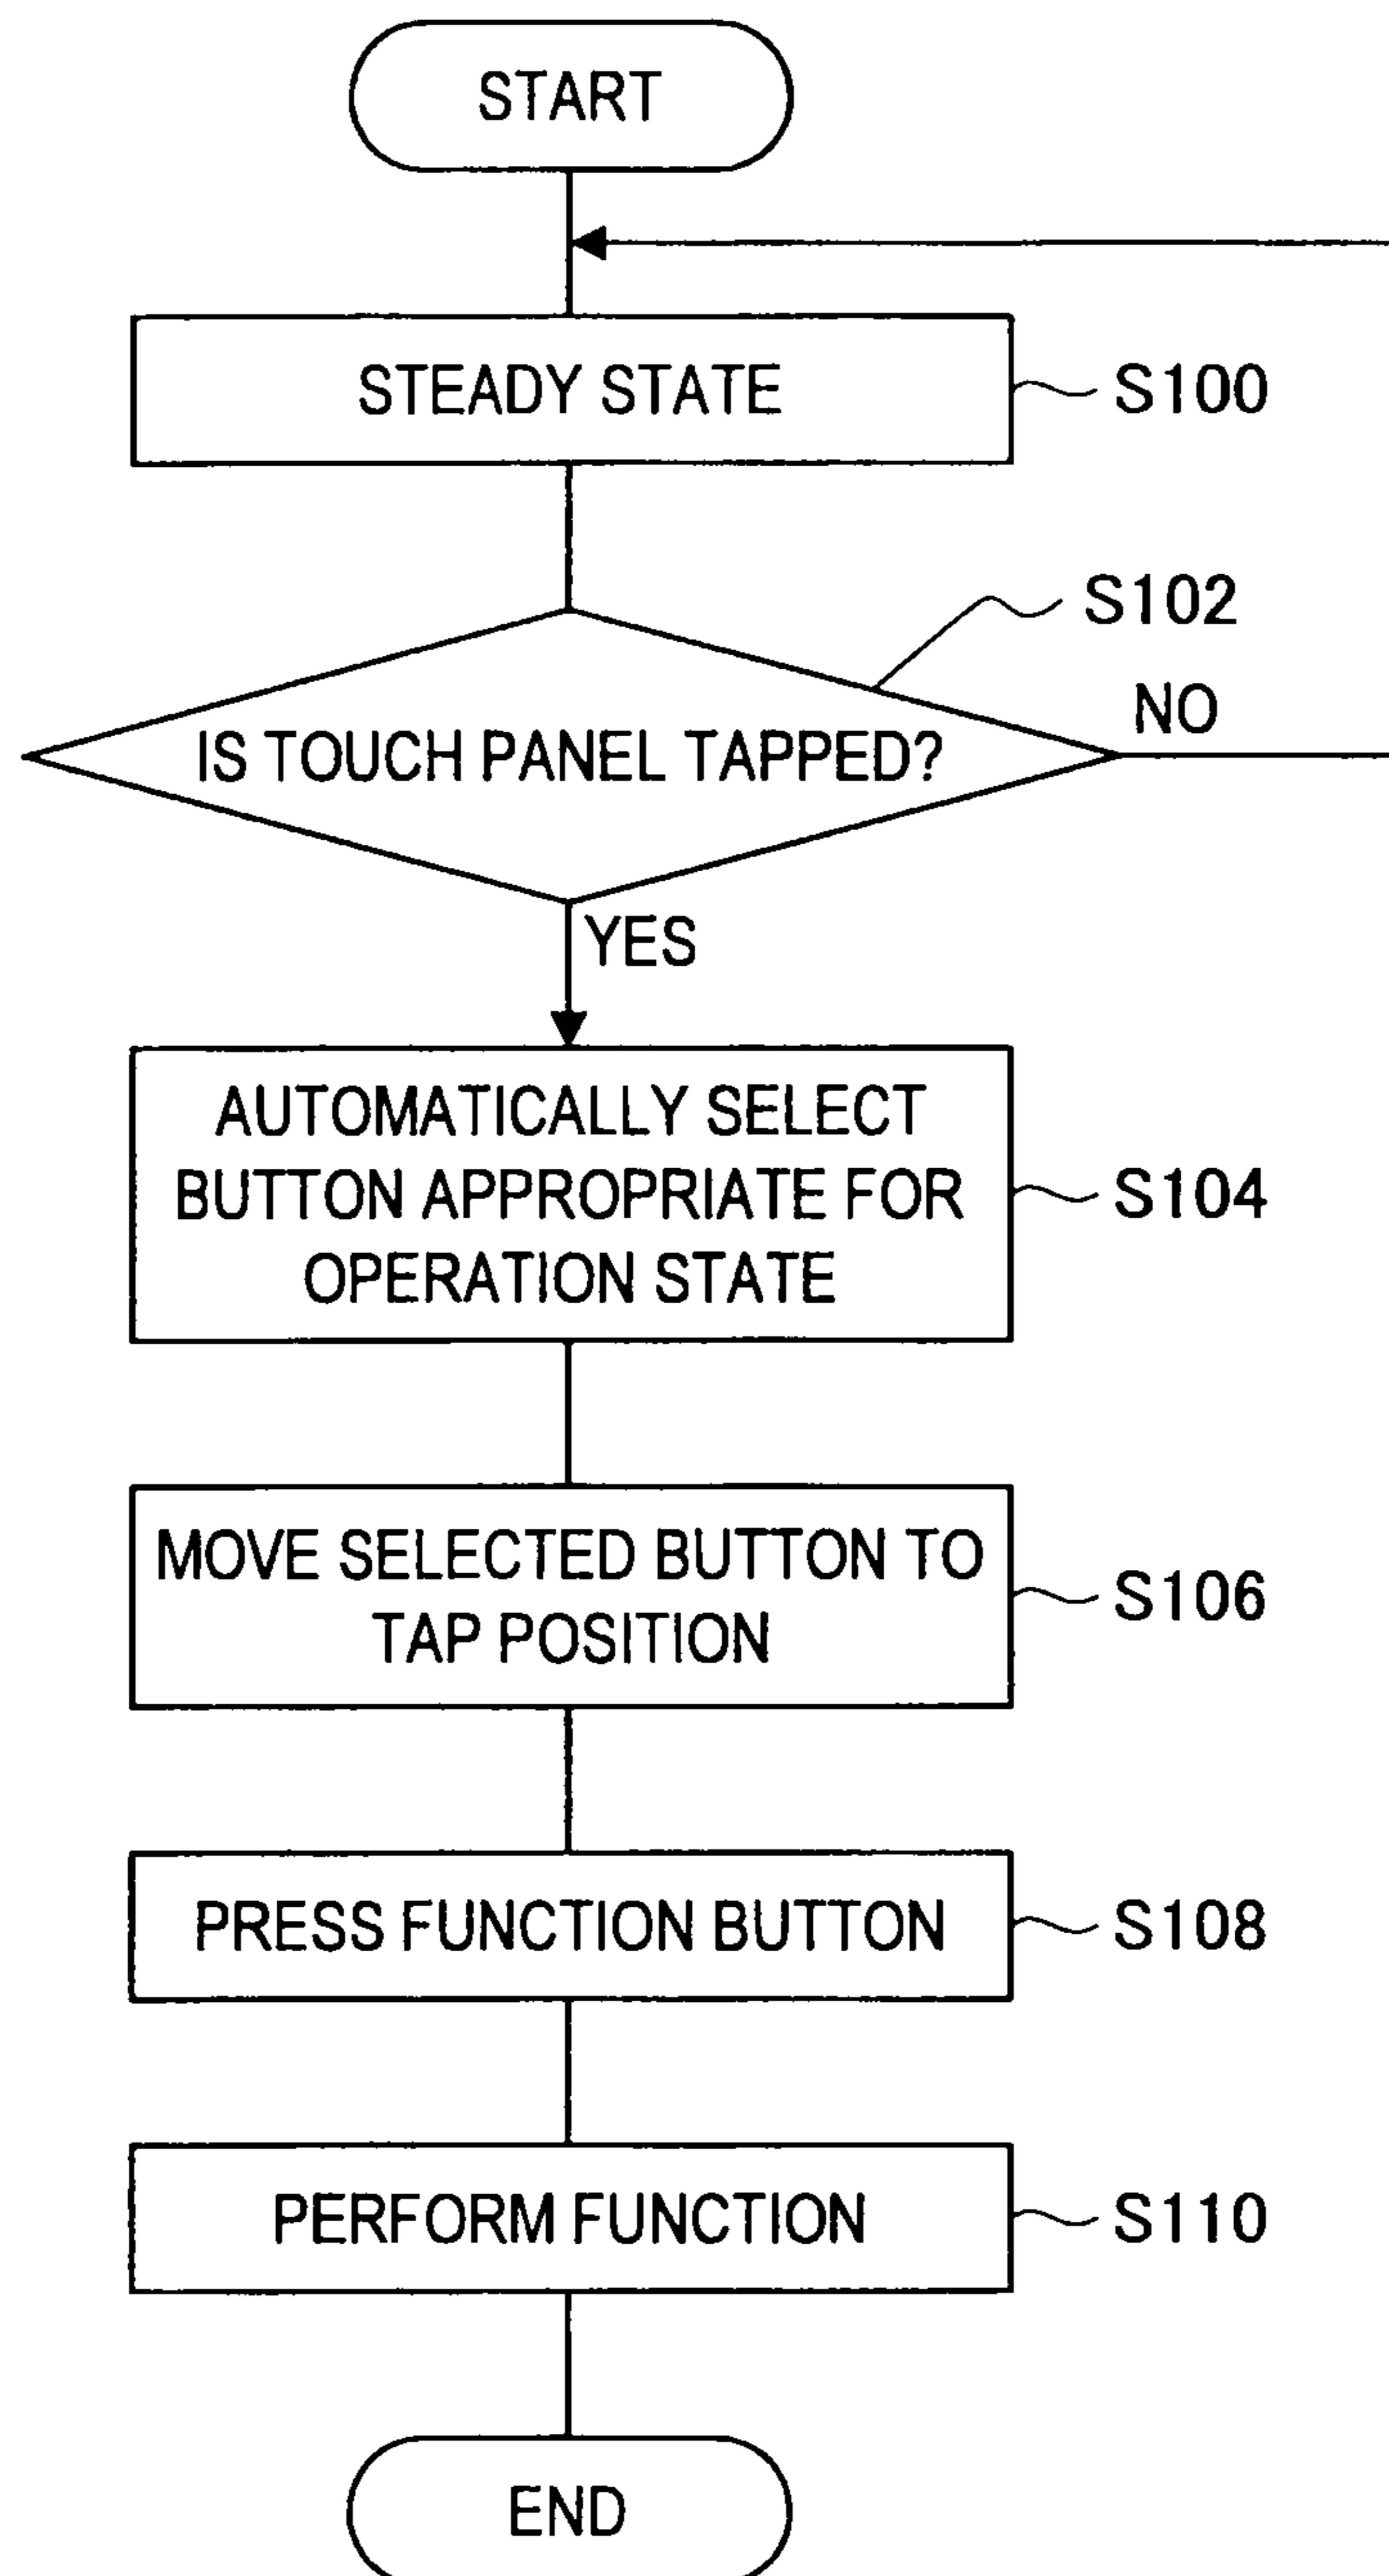 START
STEADY STATE
S100
S102
IS TOUCH PANEL TAPPED?
NO
YES
AUTOMATICALLY SELECT
BUTTON APPROPRIATE FOR
OPERATION STATE
S104
MOVE SELECTED BUTTON TO
TAP POSITION
S106
PRESS FUNCTION BUTTON
S108
PERFORM FUNCTION
S110
END